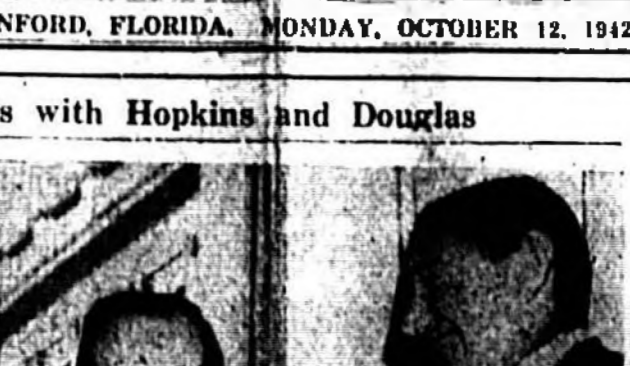 NFORD, FLORIDA, MONDAY, OCTOBER 12, 1942
s with Hopkins and Douglas